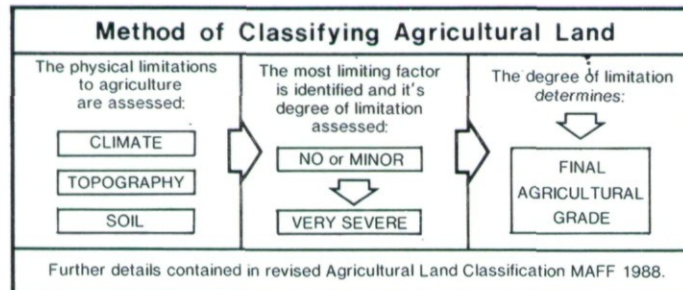 Method of Classifying Agricultural Land
The physical limitations
to agriculture
are assessed:
CLIMATE
TOPOGRAPHY
SOIL
The most limiting factor
is identified and it's
degree of limitation
assessed:
NO or MINOR
VERY SEVERE
The degree of limitation
determines:
FINAL
AGRICULTURAL
GRADE
Further details contained in revised Agricultural Land Classification MAFF 1988.